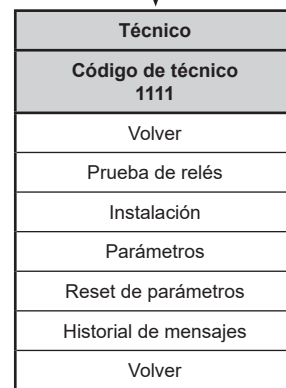 Técnico
Código de técnico
1111
Volver
Prueba de relés
Instalación
Parámetros
Reset de parámetros
Historial de mensajes
Volver